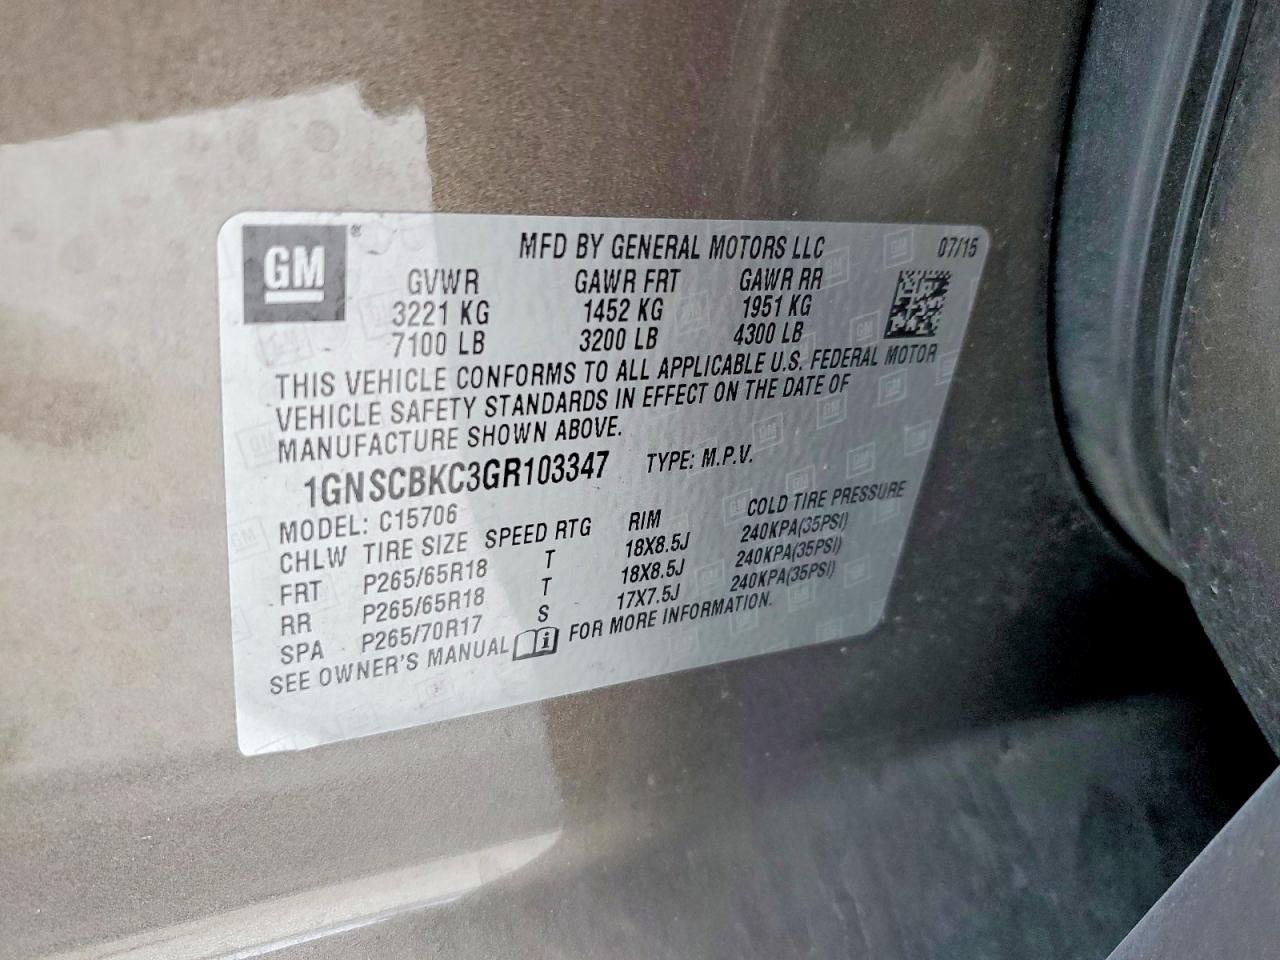 GM®
MFD BY GENERAL MOTORS LLC 07/15
GVWR GAWR FRT GAWR RR
3221 KG 1452 KG 1951 KG
7100 LB 3200 LB 4300 LB
THIS VEHICLE CONFORMS TO ALL APPLICABLE U.S. FEDERAL MOTOR
VEHICLE SAFETY STANDARDS IN EFFECT ON THE DATE OF
MANUFACTURE SHOWN ABOVE.
1GNSCBKC3GR103347 TYPE: M.P.V.
MODEL: C15706
CHLW TIRE SIZE SPEED RTG RIM COLD TIRE PRESSURE
FRT P265/65R18 T 18X8.5J 240KPA(35PSI)
RR P265/65R18 T 18X8.5J 240KPA(35PSI)
SPA P265/70R17 S 17X7.5J 240KPA(35PSI)
SEE OWNER'S MANUAL i FOR MORE INFORMATION.